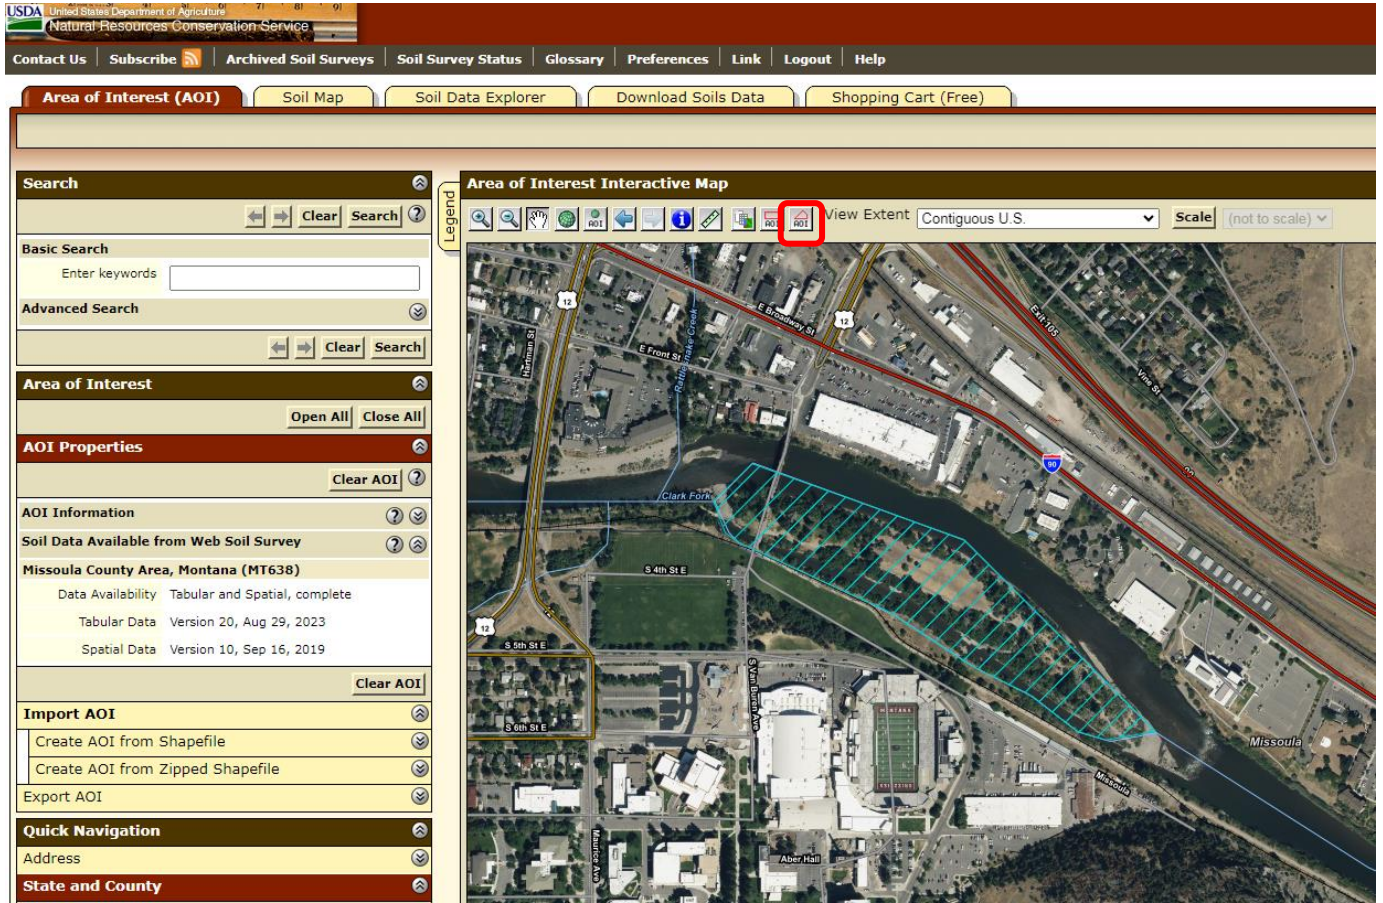 USDA United States Department of Agriculture
Natural Resources Conservation Service
Contact Us Subscribe Archived Soil Surveys Soil Survey Status Glossary Preferences Link Logout Help
Area of Interest (AOI) Soil Map Soil Data Explorer Download Soils Data Shopping Cart (Free)
Search
Clear Search ?
Basic Search
Enter keywords
Advanced Search
Clear Search
Area of Interest
Open All Close All
AOI Properties
Clear AOI ?
AOI Information ?
Soil Data Available from Web Soil Survey ?
Missoula County Area, Montana (MT638)
Data Availability Tabular and Spatial, complete
Tabular Data Version 20, Aug 29, 2023
Spatial Data Version 10, Sep 16, 2019
Clear AOI
Import AOI
Create AOI from Shapefile
Create AOI from Zipped Shapefile
Export AOI
Quick Navigation
Address
State and County
Legend
Area of Interest Interactive Map
AOI i AOI AOI View Extent Contiguous U.S. Scale (not to scale)
12
E Broadway St
12
Exit 105
Hartman St
E Front St
Rattlesnake Creek
Vine St
90
90
Clark Fork
S 4th St E
12
S 5th St E
S Van Buren Ave
S 6th St E
MONTANA
GRIZZLIES
Missoula
Missoula
Maurice Ave
Aber Hall